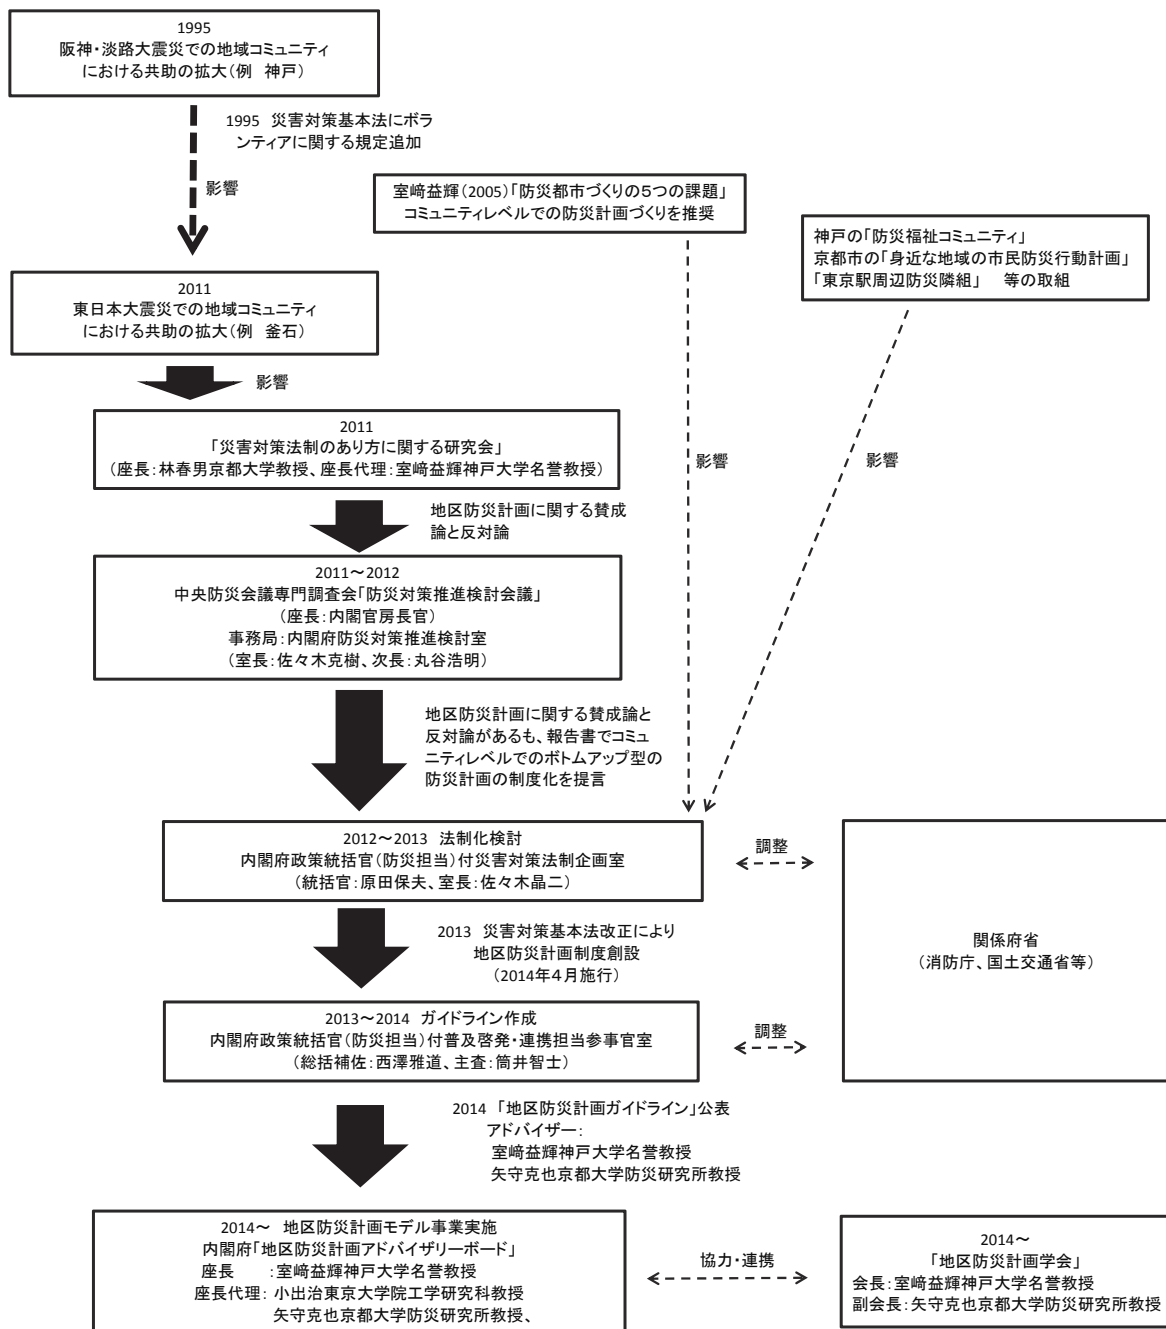 1995
阪神・淡路大震災での地域コミュニティ
における共助の拡大（例　神戸）
1995　災害対策基本法にボラ
ンティアに関する規定追加
影響
室﨑益輝（2005）「防災都市づくりの5つの課題」
コミュニティレベルでの防災計画づくりを推奨
神戸の「防災福祉コミュニティ」
京都市の「身近な地域の市民防災行動計画」
「東京駅周辺防災隣組」　等の取組
2011
東日本大震災での地域コミュニティ
における共助の拡大（例　釜石）
影響
2011
「災害対策法制のあり方に関する研究会」
（座長：林春男京都大学教授、座長代理：室﨑益輝神戸大学名誉教授）
影響
影響
地区防災計画に関する賛成
論と反対論
2011～2012
中央防災会議専門調査会「防災対策推進検討会議」
（座長：内閣官房長官）
事務局：内閣府防災対策推進検討室
（室長：佐々木克樹、次長：丸谷浩明）
地区防災計画に関する賛成論と
反対論があるも、報告書でコミュ
ニティレベルでのボトムアップ型の
防災計画の制度化を提言
2012～2013　法制化検討
内閣府政策統括官（防災担当）付災害対策法制企画室
（統括官：原田保夫、室長：佐々木晶二）
調整
関係府省
（消防庁、国土交通省等）
2013　災害対策基本法改正により
地区防災計画制度創設
（2014年4月施行）
2013～2014　ガイドライン作成
内閣府政策統括官（防災担当）付普及啓発・連携担当参事官室
（総括補佐：西澤雅道、主査：筒井智士）
調整
2014　「地区防災計画ガイドライン」公表
アドバイザー：
室﨑益輝神戸大学名誉教授
矢守克也京都大学防災研究所教授
2014～　地区防災計画モデル事業実施
内閣府「地区防災計画アドバイザリーボード」
座長　　：室﨑益輝神戸大学名誉教授
座長代理：小出治東京大学院工学研究科教授
矢守克也京都大学防災研究所教授、
協力・連携
2014～
「地区防災計画学会」
会長：室﨑益輝神戸大学名誉教授
副会長：矢守克也京都大学防災研究所教授